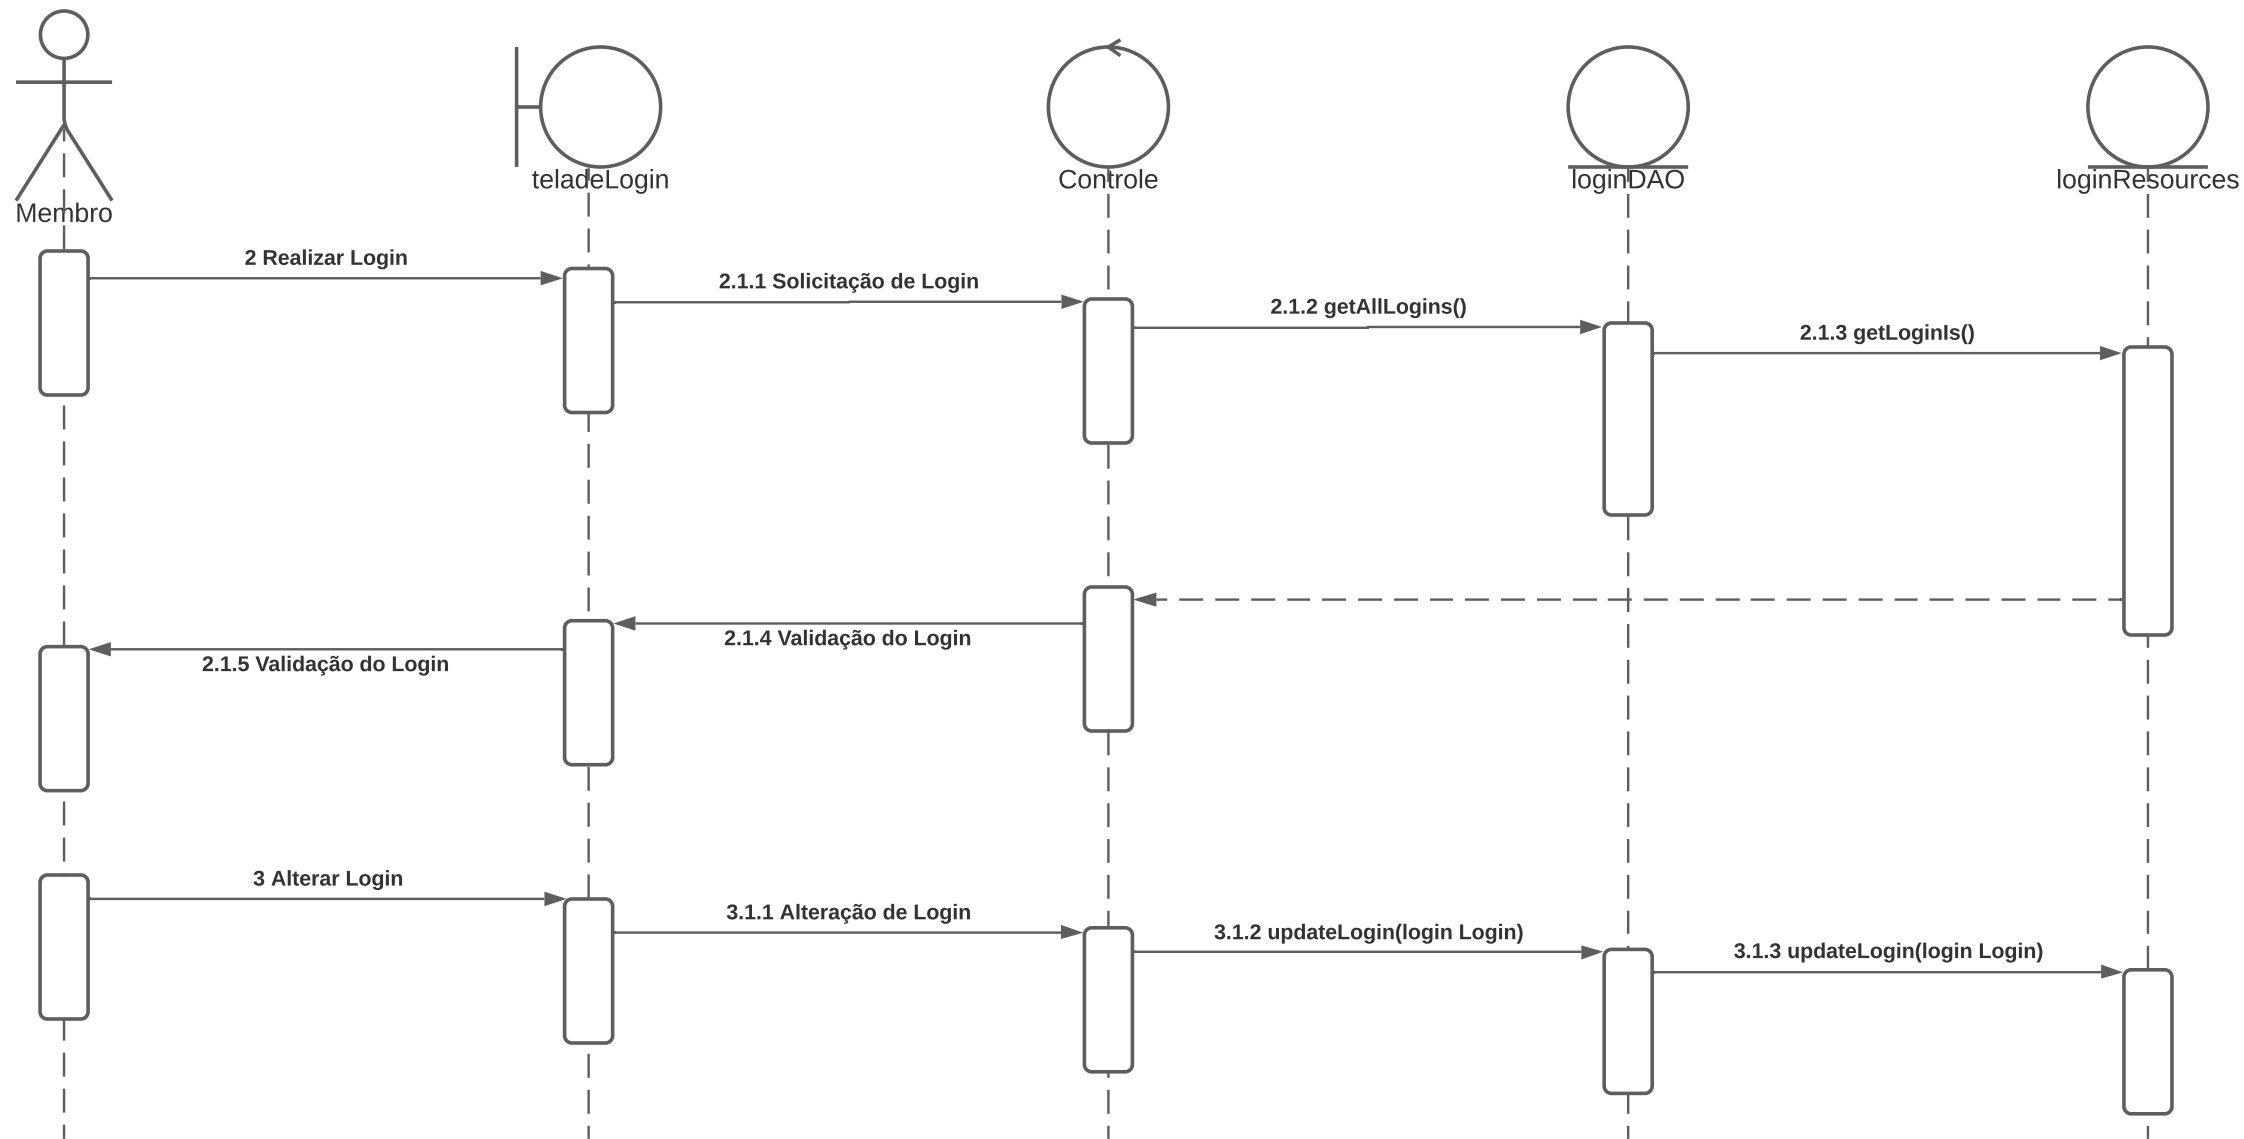 teladeLogin
Controle
loginDAO
loginResources
Membro
2 Realizar Login
2.1.1 Solicitação de Login
2.1.2 getAllLogins()
2.1.3 getLoginIs()
2.1.4 Validação do Login
2.1.5 Validação do Login
3 Alterar Login
3.1.1 Alteração de Login
3.1.2 updateLogin(login Login)
3.1.3 updateLogin(login Login)